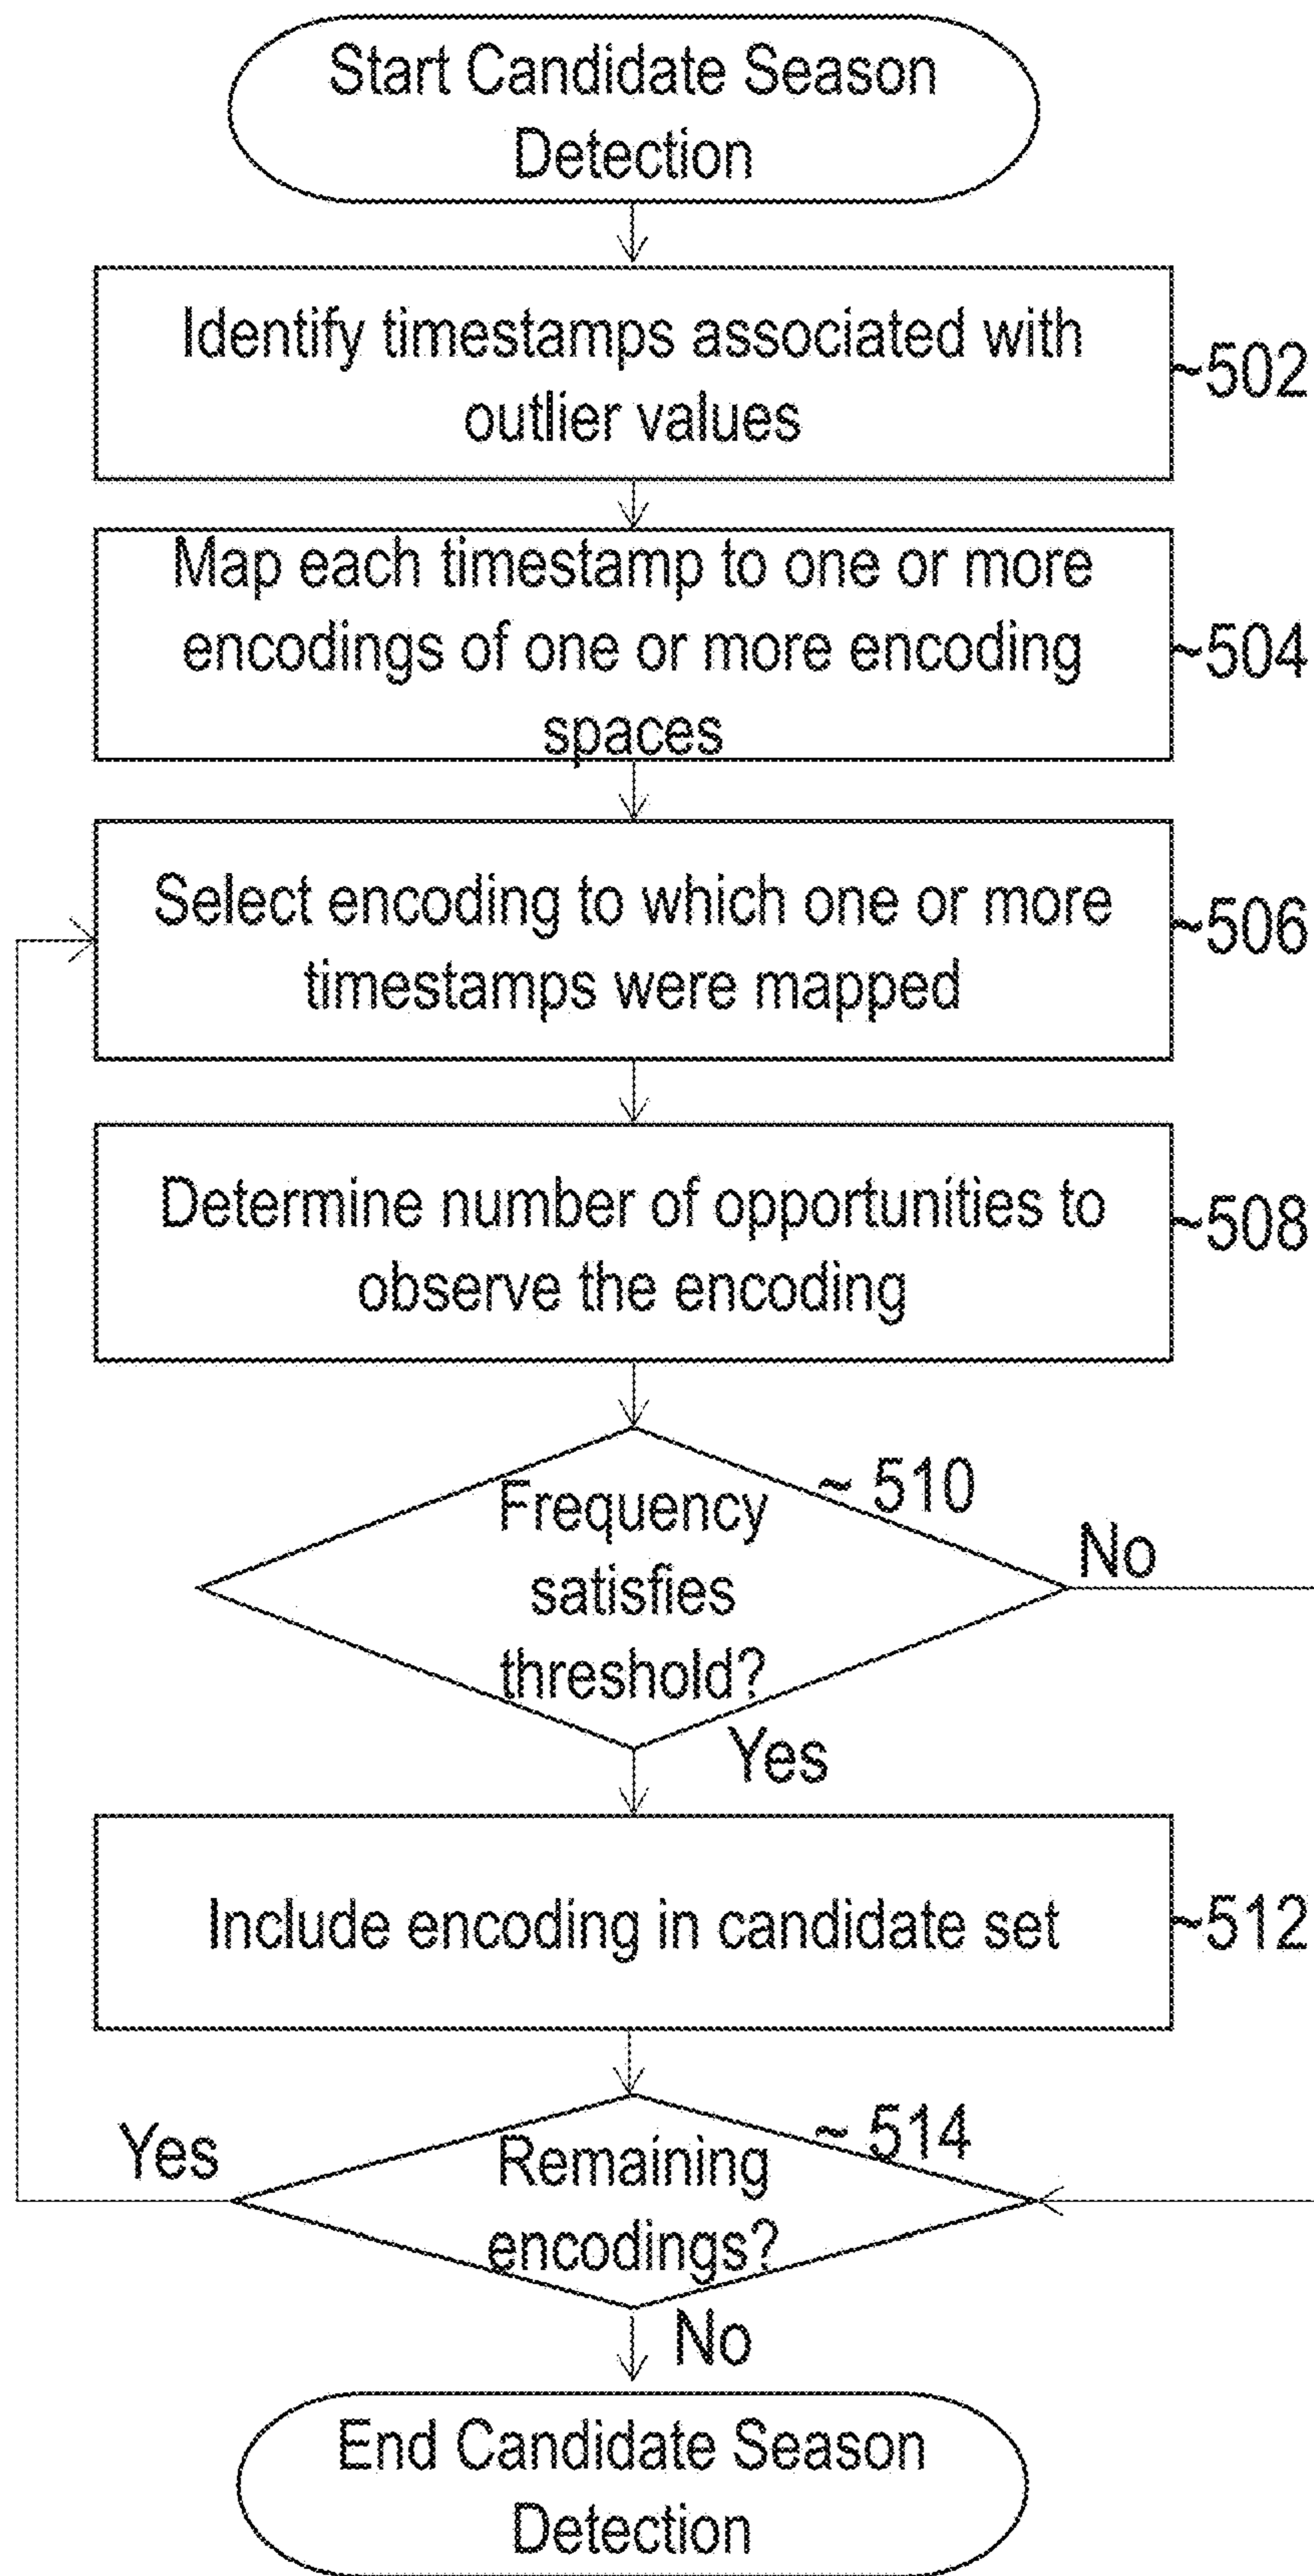 Start Candidate Season
Detection
Identify timestamps associated with
outlier values
~502
Map each timestamp to one or more
encodings of one or more encoding
spaces
~504
Select encoding to which one or more
timestamps were mapped
~506
Determine number of opportunities to
observe the encoding
~508
Frequency
satisfies
threshold?
~ 510
No
Yes
Include encoding in candidate set
~512
Remaining
encodings?
~ 514
Yes
No
End Candidate Season
Detection